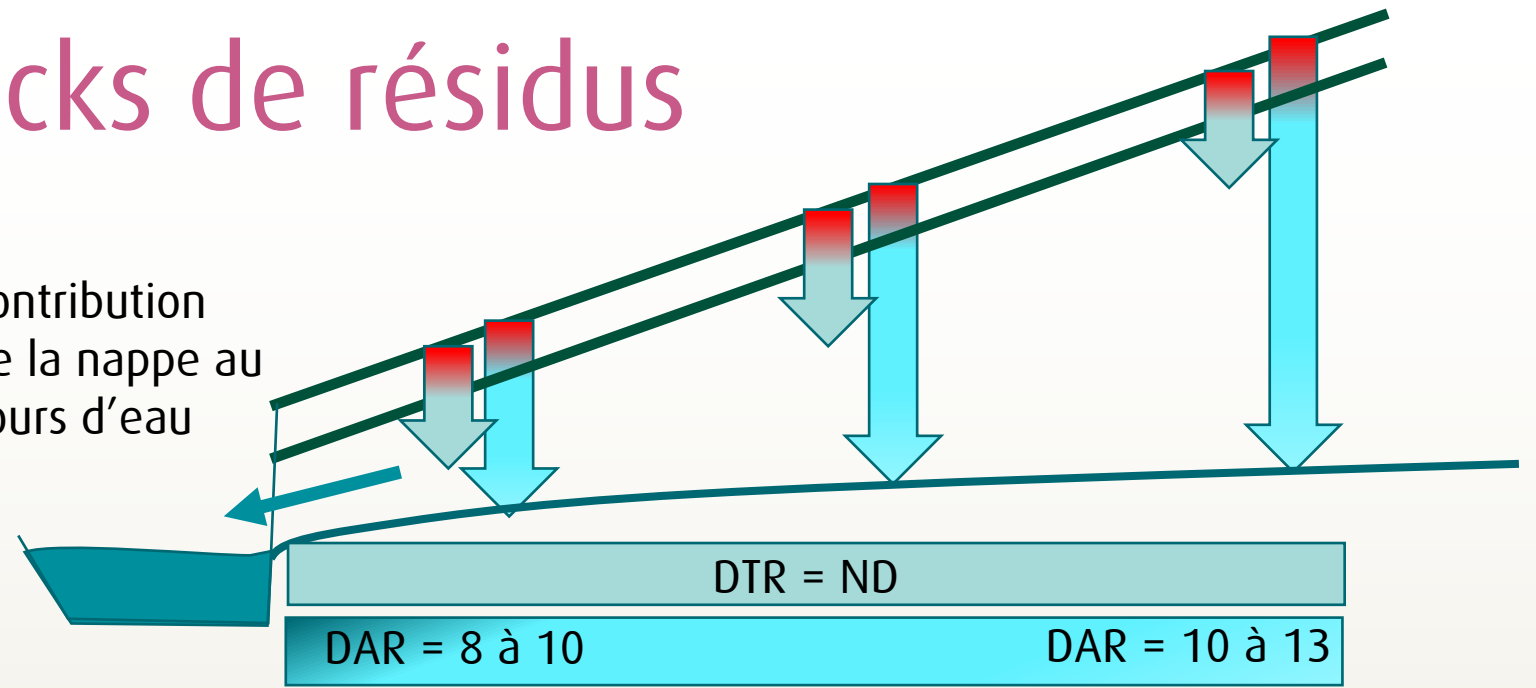 cks de résidus
ontribution
e la nappe au
ours d'eau
DTR = ND
DAR = 8 à 10
DAR = 10 à 13